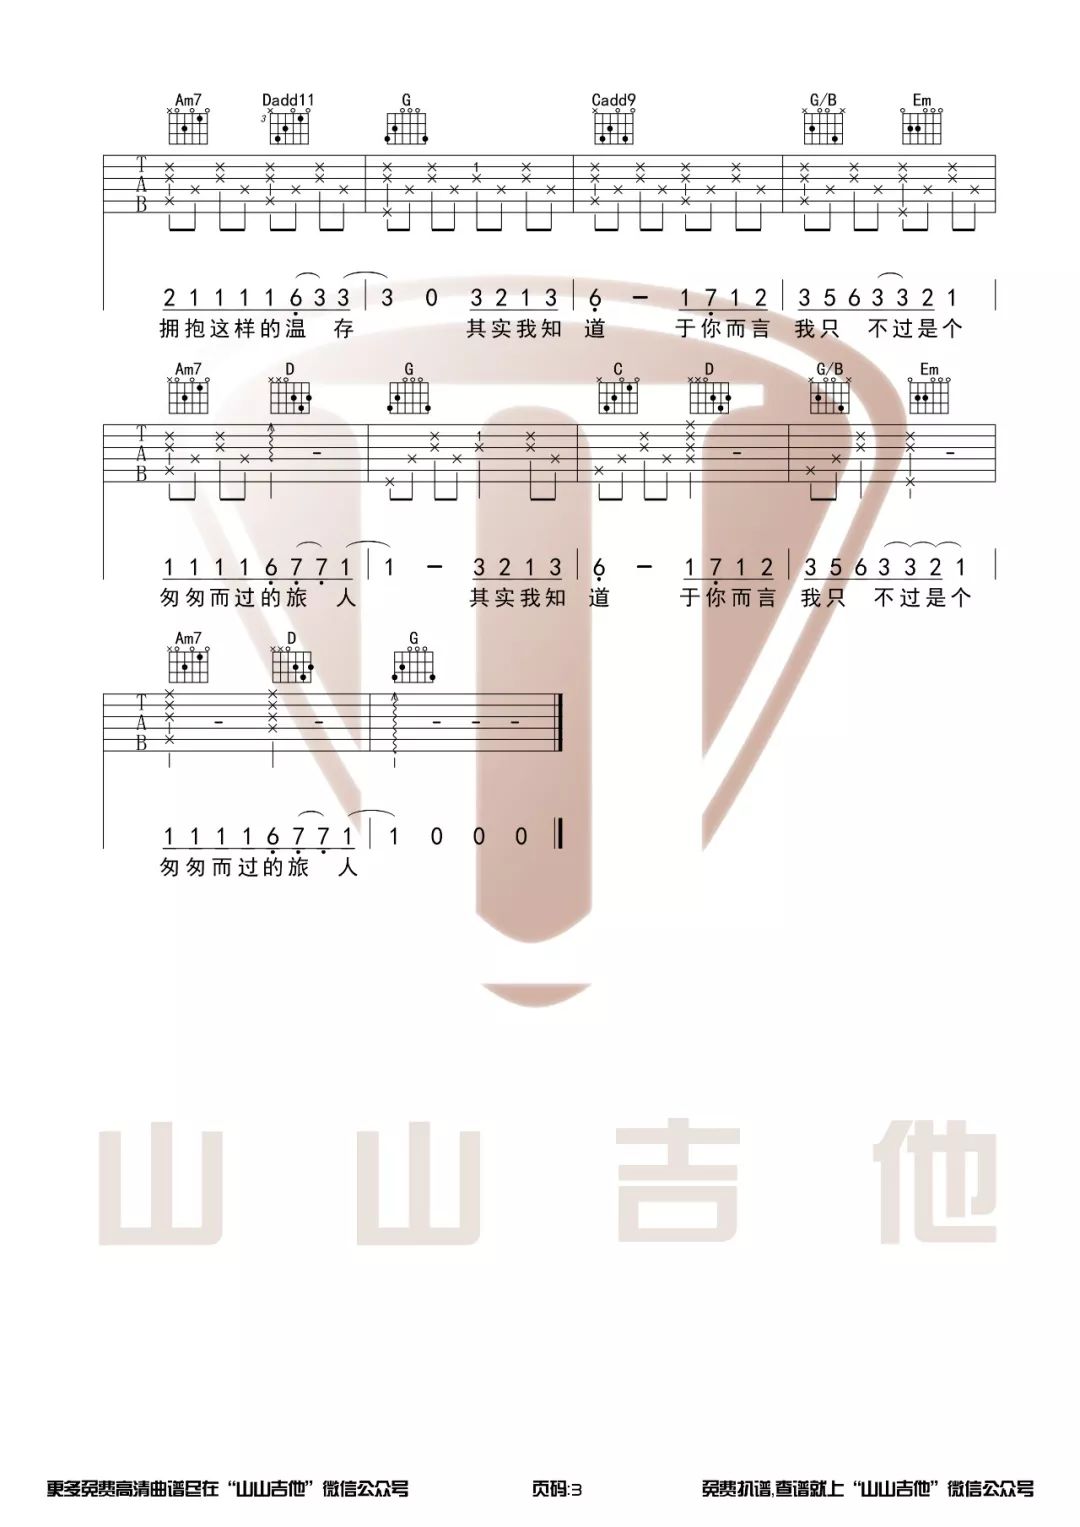 Am7 Dadd11 G Cadd9 G/B Em
3
T
A
B
1
2 1 1 1 1 6 3 3 | 3 0 3 2 1 3 | 6 - 1 7 1 2 | 3 5 6 3 3 2 1 |
拥抱这样的温 存 其实我知 道 于你而言 我只 不过是个
Am7 D G C D G/B Em
T
A
B
1
1 1 1 1 6 7 7 1 | 1 - 3 2 1 3 | 6 - 1 7 1 2 | 3 5 6 3 3 2 1 |
匆匆而过的旅 人 其实我知 道 于你而言 我只 不过是个
Am7 D G
T
A
B
1 1 1 1 6 7 7 1 | 1 0 0 0
匆匆而过的旅 人
山山吉他
更多免费高清曲谱尽在“山山吉他”微信公众号 页码:3 免费扒谱,查谱就上“山山吉他”微信公众号